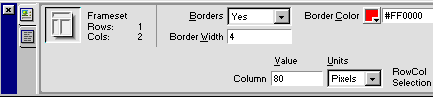 Frameset
Rows: 1
Cols: 2
Borders Yes Border Color #FF0000
Border Width 4
Value Units
Column 80 Pixels RowCol
Selection